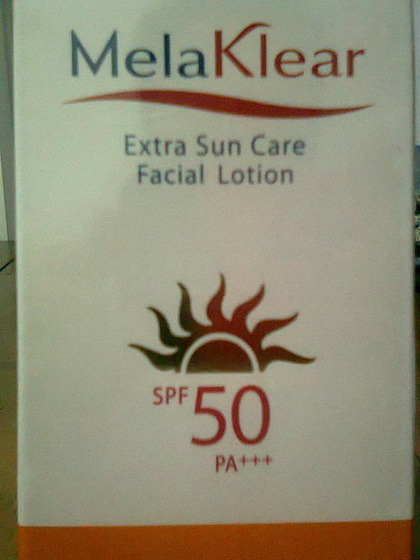 MelaKlear
Extra Sun Care
Facial Lotion
SPF 50
PA+++